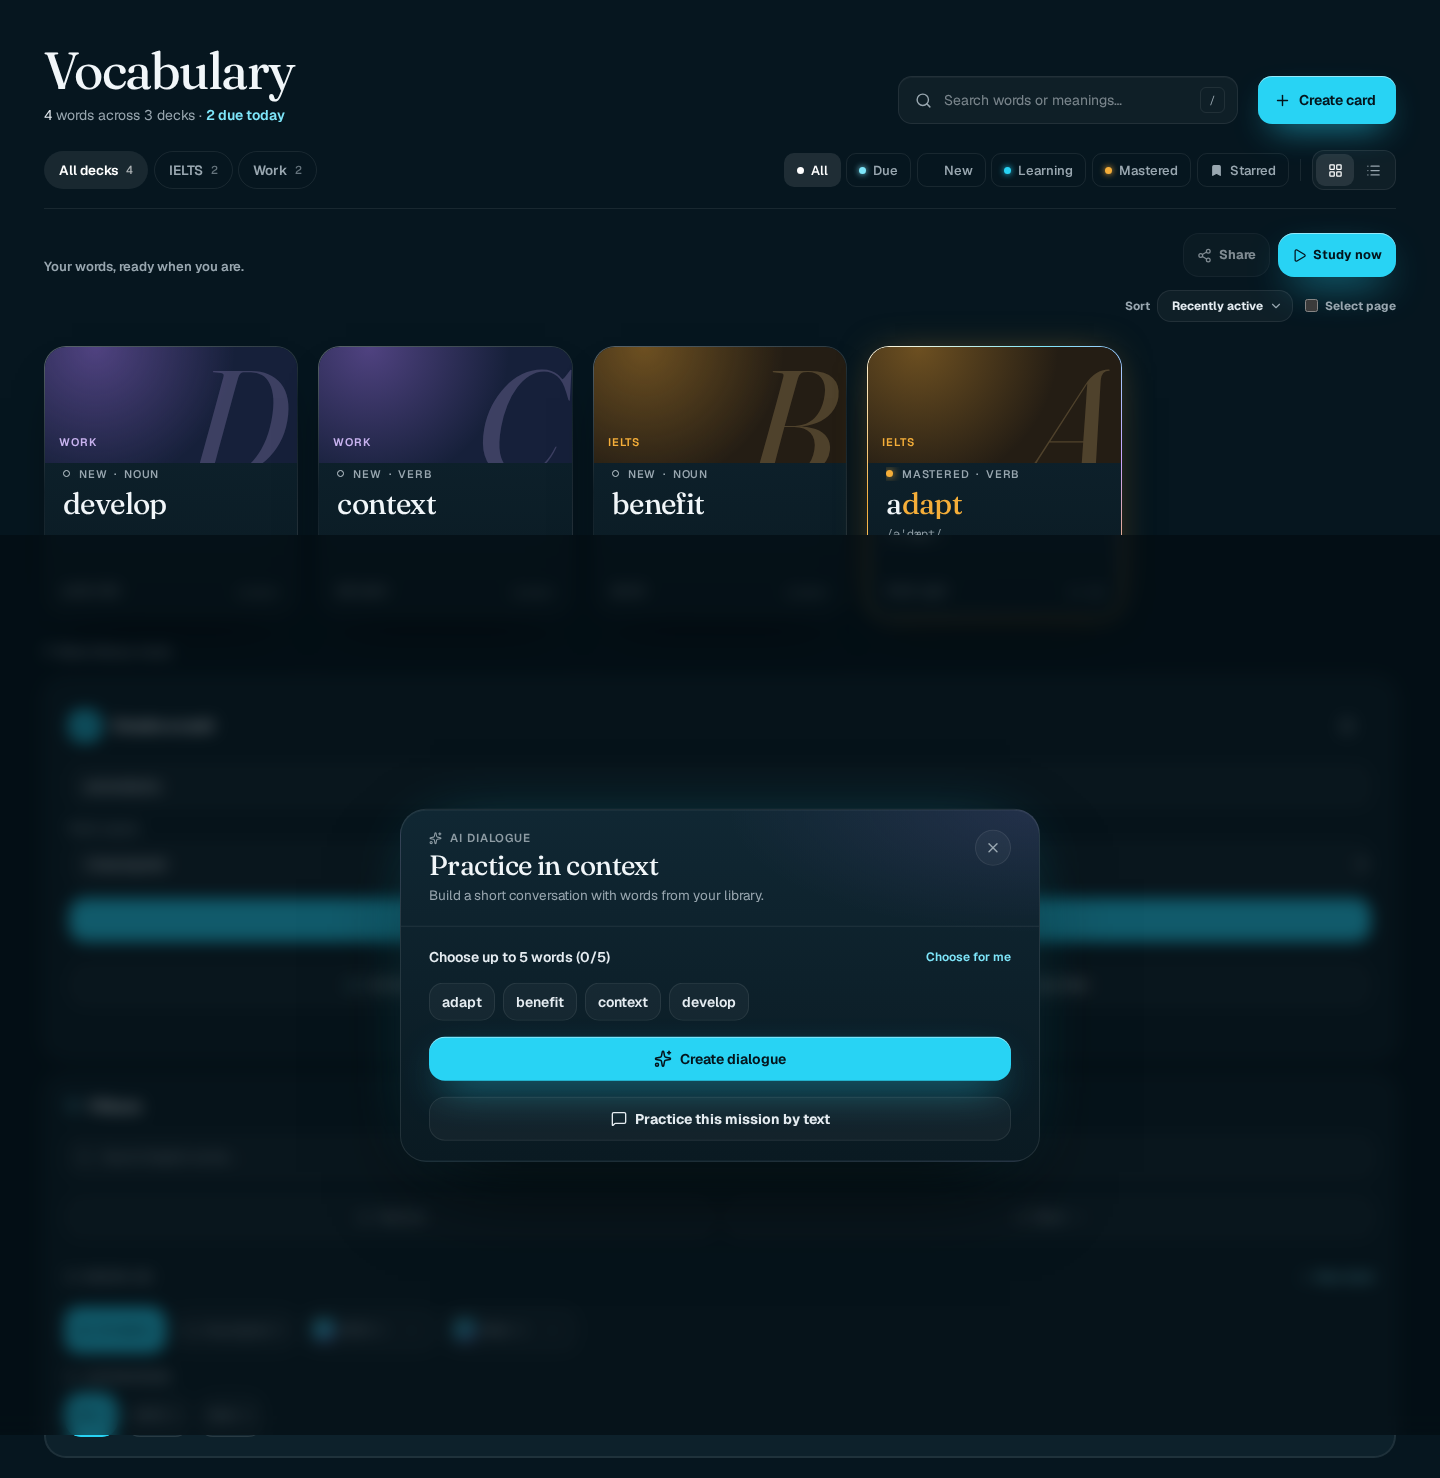 Vocabulary
4 words across 3 decks · 2 due today
Search words or meanings... /
Create card
All decks 4 IELTS 2 Work 2
All Due New Learning Mastered Starred
Your words, ready when you are.
Share Study now
Sort Recently active Select page
D C B A
WORK WORK IELTS IELTS
NEW · NOUN NEW · VERB NEW · NOUN MASTERED · VERB
develop context benefit adapt
AI DIALOGUE
Practice in context
Build a short conversation with words from your library.
Choose up to 5 words (0/5) Choose for me
adapt benefit context develop
Create dialogue
Practice this mission by text